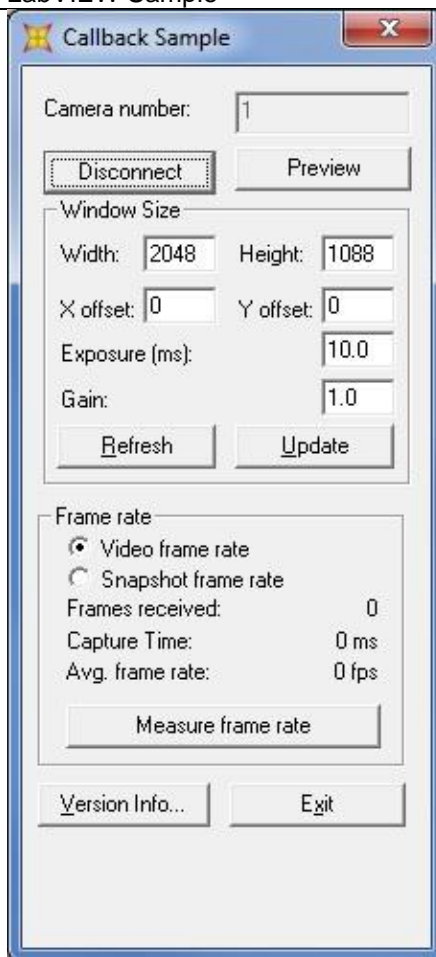 LabVIEW Sample
Callback Sample
Camera number: 1
Disconnect Preview
Window Size
Width: 2048 Height: 1088
X offset: 0 Y offset: 0
Exposure (ms): 10.0
Gain: 1.0
Refresh Update
Frame rate
Video frame rate
Snapshot frame rate
Frames received: 0
Capture Time: 0 ms
Avg. frame rate: 0 fps
Measure frame rate
Version Info... Exit